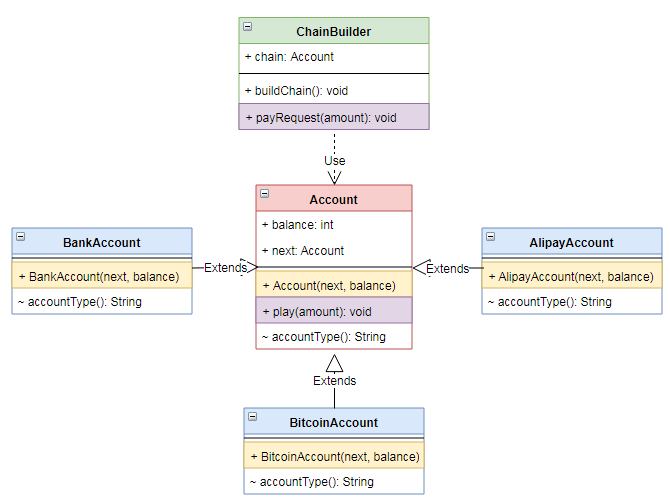 ChainBuilder
+ chain: Account
+ buildChain(): void
+ payRequest(amount): void
Use
Account
+ balance: int
+ next: Account
+ Account(next, balance)
+ play(amount): void
~ accountType(): String
BankAccount
+ BankAccount(next, balance)
~ accountType(): String
Extends
AlipayAccount
+ AlipayAccount(next, balance)
~ accountType(): String
Extends
Extends
BitcoinAccount
+ BitcoinAccount(next, balance)
~ accountType(): String